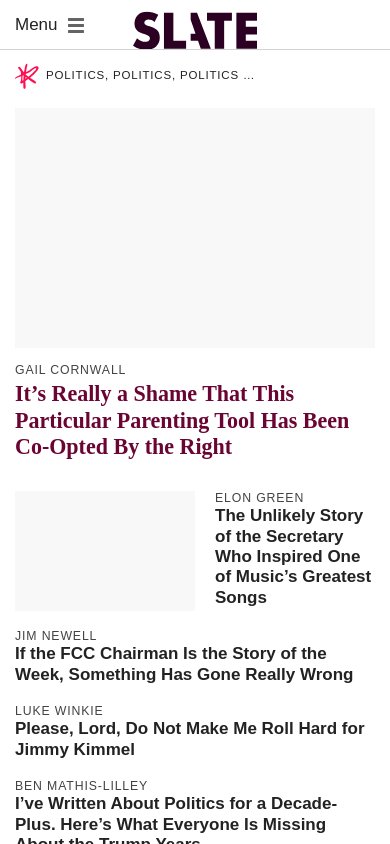 Menu
SLATE
POLITICS, POLITICS, POLITICS ...
GAIL CORNWALL
It’s Really a Shame That This
Particular Parenting Tool Has Been
Co-Opted By the Right
ELON GREEN
The Unlikely Story
of the Secretary
Who Inspired One
of Music’s Greatest
Songs
JIM NEWELL
If the FCC Chairman Is the Story of the
Week, Something Has Gone Really Wrong
LUKE WINKIE
Please, Lord, Do Not Make Me Roll Hard for
Jimmy Kimmel
BEN MATHIS-LILLEY
I’ve Written About Politics for a Decade-
Plus. Here’s What Everyone Is Missing
About the Trump Years